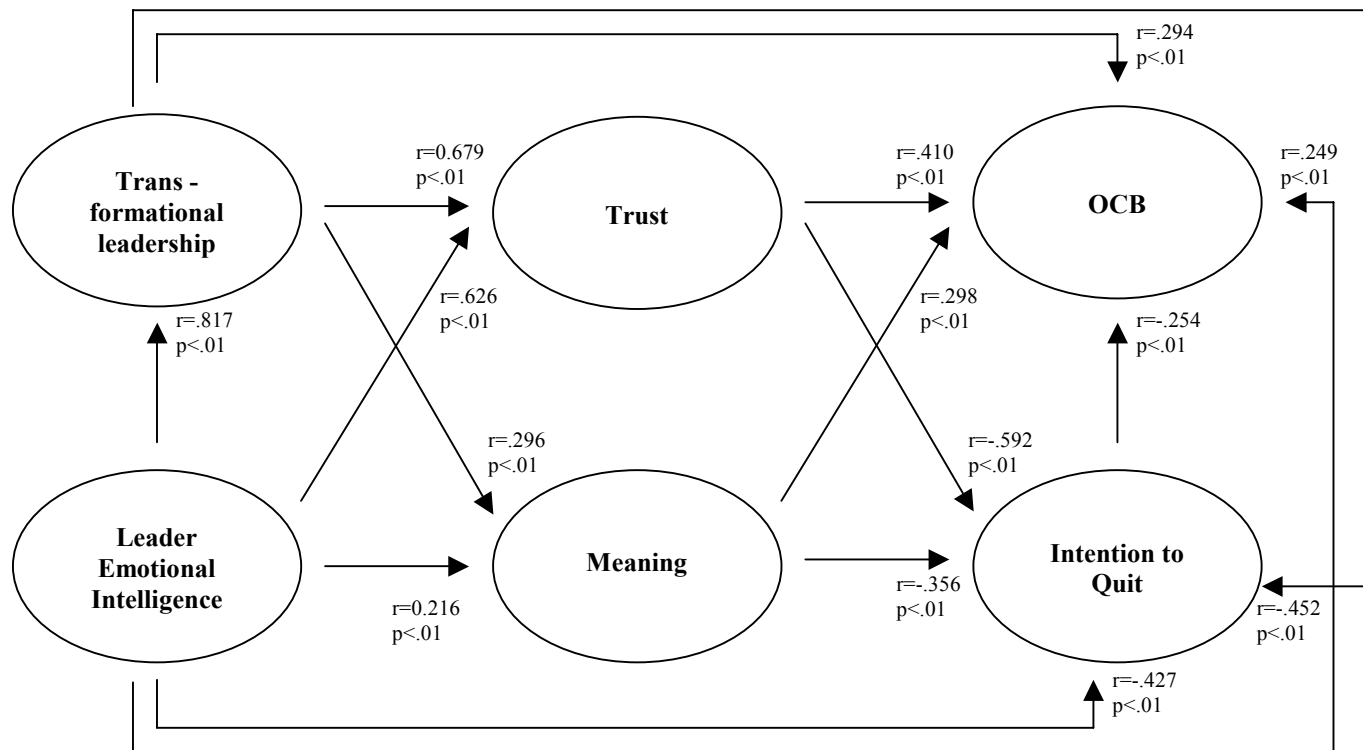 r=.294
p<.01
r=0.679
p<.01
r=.410
p<.01
r=.249
p<.01
Trans -
formational
leadership
Trust
OCB
r=.817
p<.01
r=.626
p<.01
r=.298
p<.01
r=-.254
p<.01
r=.296
p<.01
r=-.592
p<.01
Leader
Emotional
Intelligence
Meaning
Intention to
Quit
r=0.216
p<.01
r=-.356
p<.01
r=-.452
p<.01
r=-.427
p<.01